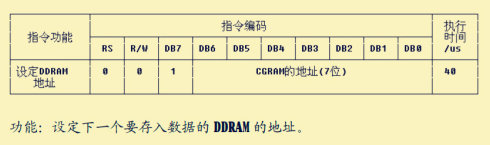 指令功能 指令编码 执行时间/us
RS R/W DB7 DB6 DB5 DB4 DB3 DB2 DB1 DB0
设定DDRAM地址 0 0 1 CGRAM的地址(7位) 40
功能：设定下一个要存入数据的DDRAM的地址。